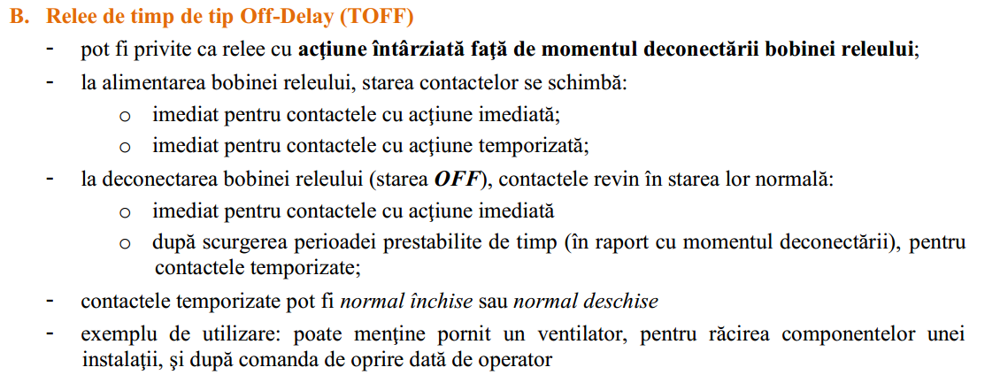 B. Relee de timp de tip Off-Delay (TOFF)
- pot fi privite ca relee cu acţiune întârziată faţă de momentul deconectării bobinei releului;
- la alimentarea bobinei releului, starea contactelor se schimbă:
o imediat pentru contactele cu acţiune imediată;
o imediat pentru contactele cu acţiune temporizată;
- la deconectarea bobinei releului (starea OFF), contactele revin în starea lor normală:
o imediat pentru contactele cu acţiune imediată
o după scurgerea perioadei prestabilite de timp (în raport cu momentul deconectării), pentru
contactele temporizate;
- contactele temporizate pot fi normal închise sau normal deschise
- exemplu de utilizare: poate menţine pornit un ventilator, pentru răcirea componentelor unei
instalaţii, şi după comanda de oprire dată de operator